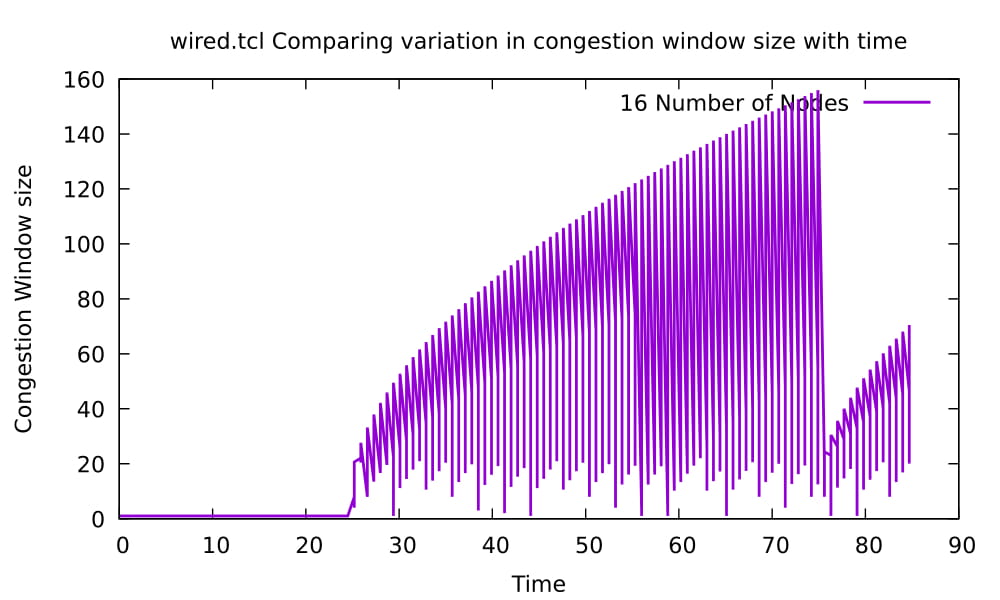 wired.tcl Comparing variation in congestion window size with time
160
140
120
100
80
60
40
20
0
Congestion Window size
16 Number of Nodes
0 10 20 30 40 50 60 70 80 90
Time